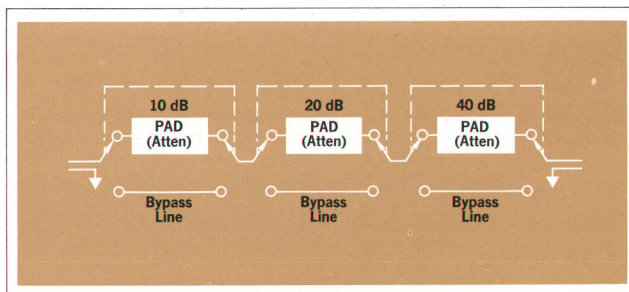 10 dB 20 dB 40 dB
PAD PAD PAD
(Atten) (Atten) (Atten)
Bypass Bypass Bypass
Line Line Line